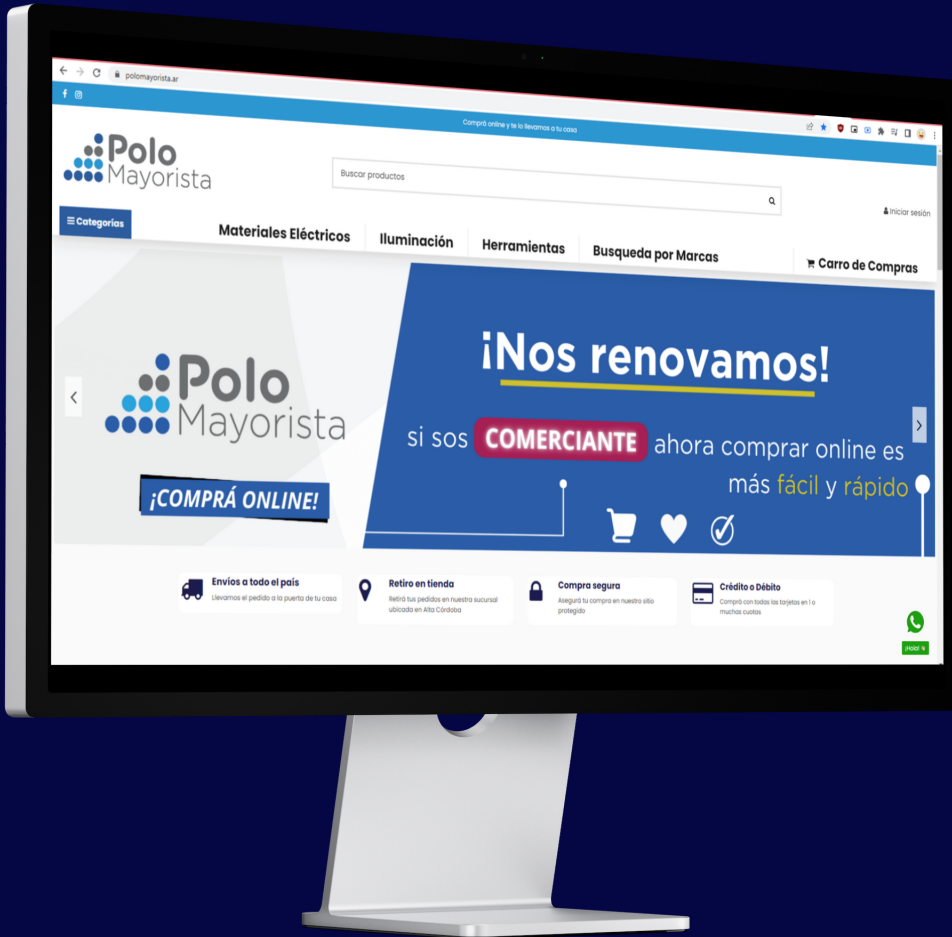 polomayorista.ar
Comprá online y te lo llevamos a tu casa
Polo
Mayorista
Buscar productos
Iniciar sesión
Categorías
Materiales Eléctricos
Iluminación
Herramientas
Busqueda por Marcas
Carro de Compras
Polo
Mayorista
¡COMPRÁ ONLINE!
¡Nos renovamos!
si sos COMERCIANTE ahora comprar online es
más fácil y rápido
Envíos a todo el país
Llevamos el pedido a la puerta de tu casa
Retiro en tienda
Retirá tus pedidos en nuestra sucursal
ubicada en Alta Córdoba
Compra segura
Asegurá tu compra en nuestro sitio
protegido
Crédito o Débito
Comprá con todas las tarjetas en 1 o
muchas cuotas
¡Hola!